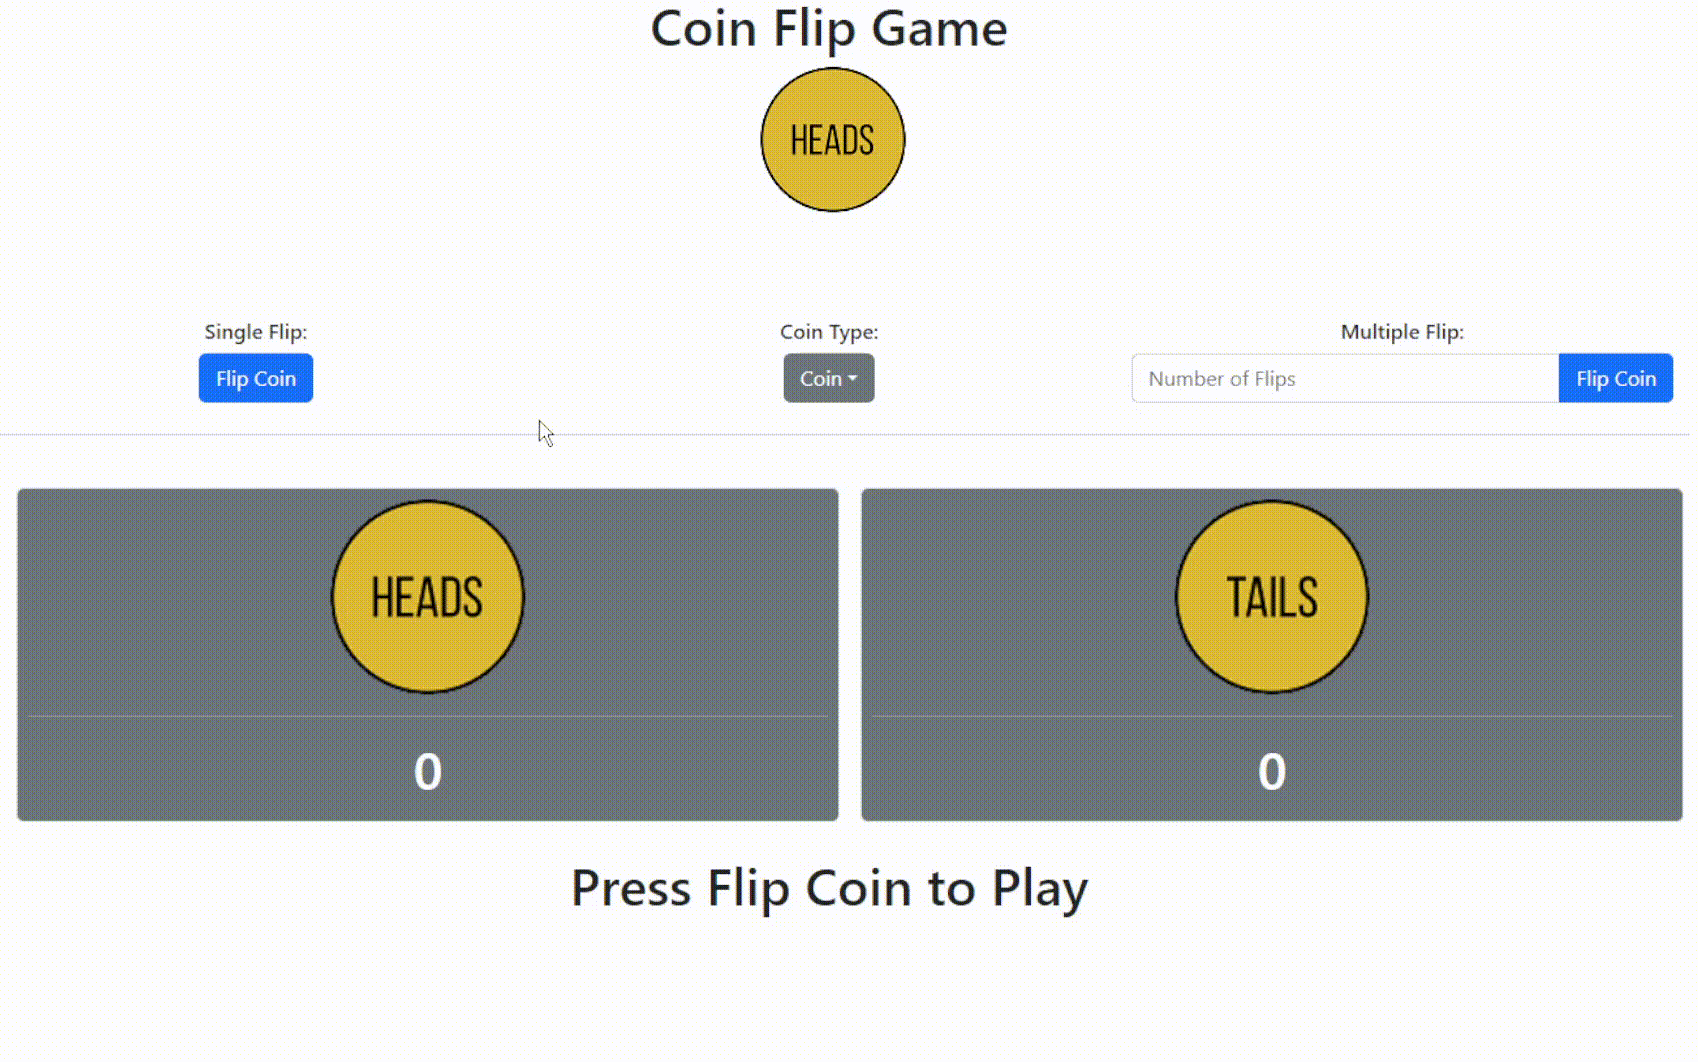 Coin Flip Game
HEADS
Single Flip:
Coin Type:
Multiple Flip:
Flip Coin
Coin
Number of Flips
Flip Coin
HEADS
TAILS
0
0
Press Flip Coin to Play